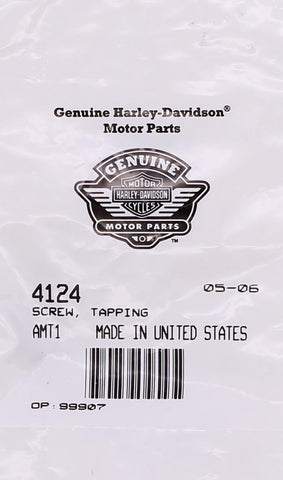 Genuine Harley-Davidson®
Motor Parts
GENUINE
MOTOR
HARLEY-DAVIDSON
CYCLES
MOTOR PARTS
™
4124 05-06
SCREW, TAPPING
AMT1 MADE IN UNITED STATES
OP: 99907